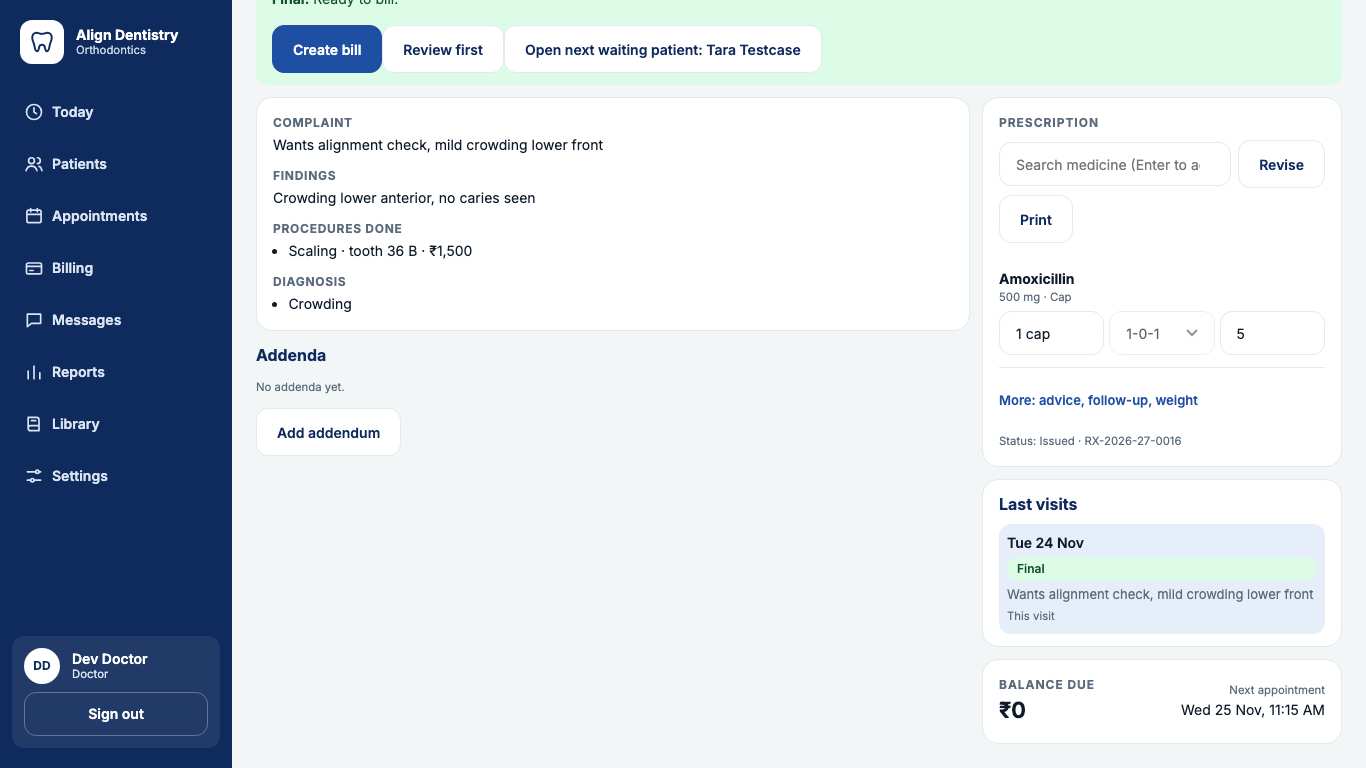 Align Dentistry
Orthodontics
Today
Patients
Appointments
Billing
Messages
Reports
Library
Settings
DD
Dev Doctor
Doctor
Sign out
Final: Ready to bill.
Create bill
Review first
Open next waiting patient: Tara Testcase
COMPLAINT
Wants alignment check, mild crowding lower front
FINDINGS
Crowding lower anterior, no caries seen
PROCEDURES DONE
• Scaling · tooth 36 B · ₹1,500
DIAGNOSIS
• Crowding
Addenda
No addenda yet.
Add addendum
PRESCRIPTION
Search medicine (Enter to a
Revise
Print
Amoxicillin
500 mg · Cap
1 cap
1-0-1
5
More: advice, follow-up, weight
Status: Issued · RX-2026-27-0016
Last visits
Tue 24 Nov
Final
Wants alignment check, mild crowding lower front
This visit
BALANCE DUE
₹0
Next appointment
Wed 25 Nov, 11:15 AM